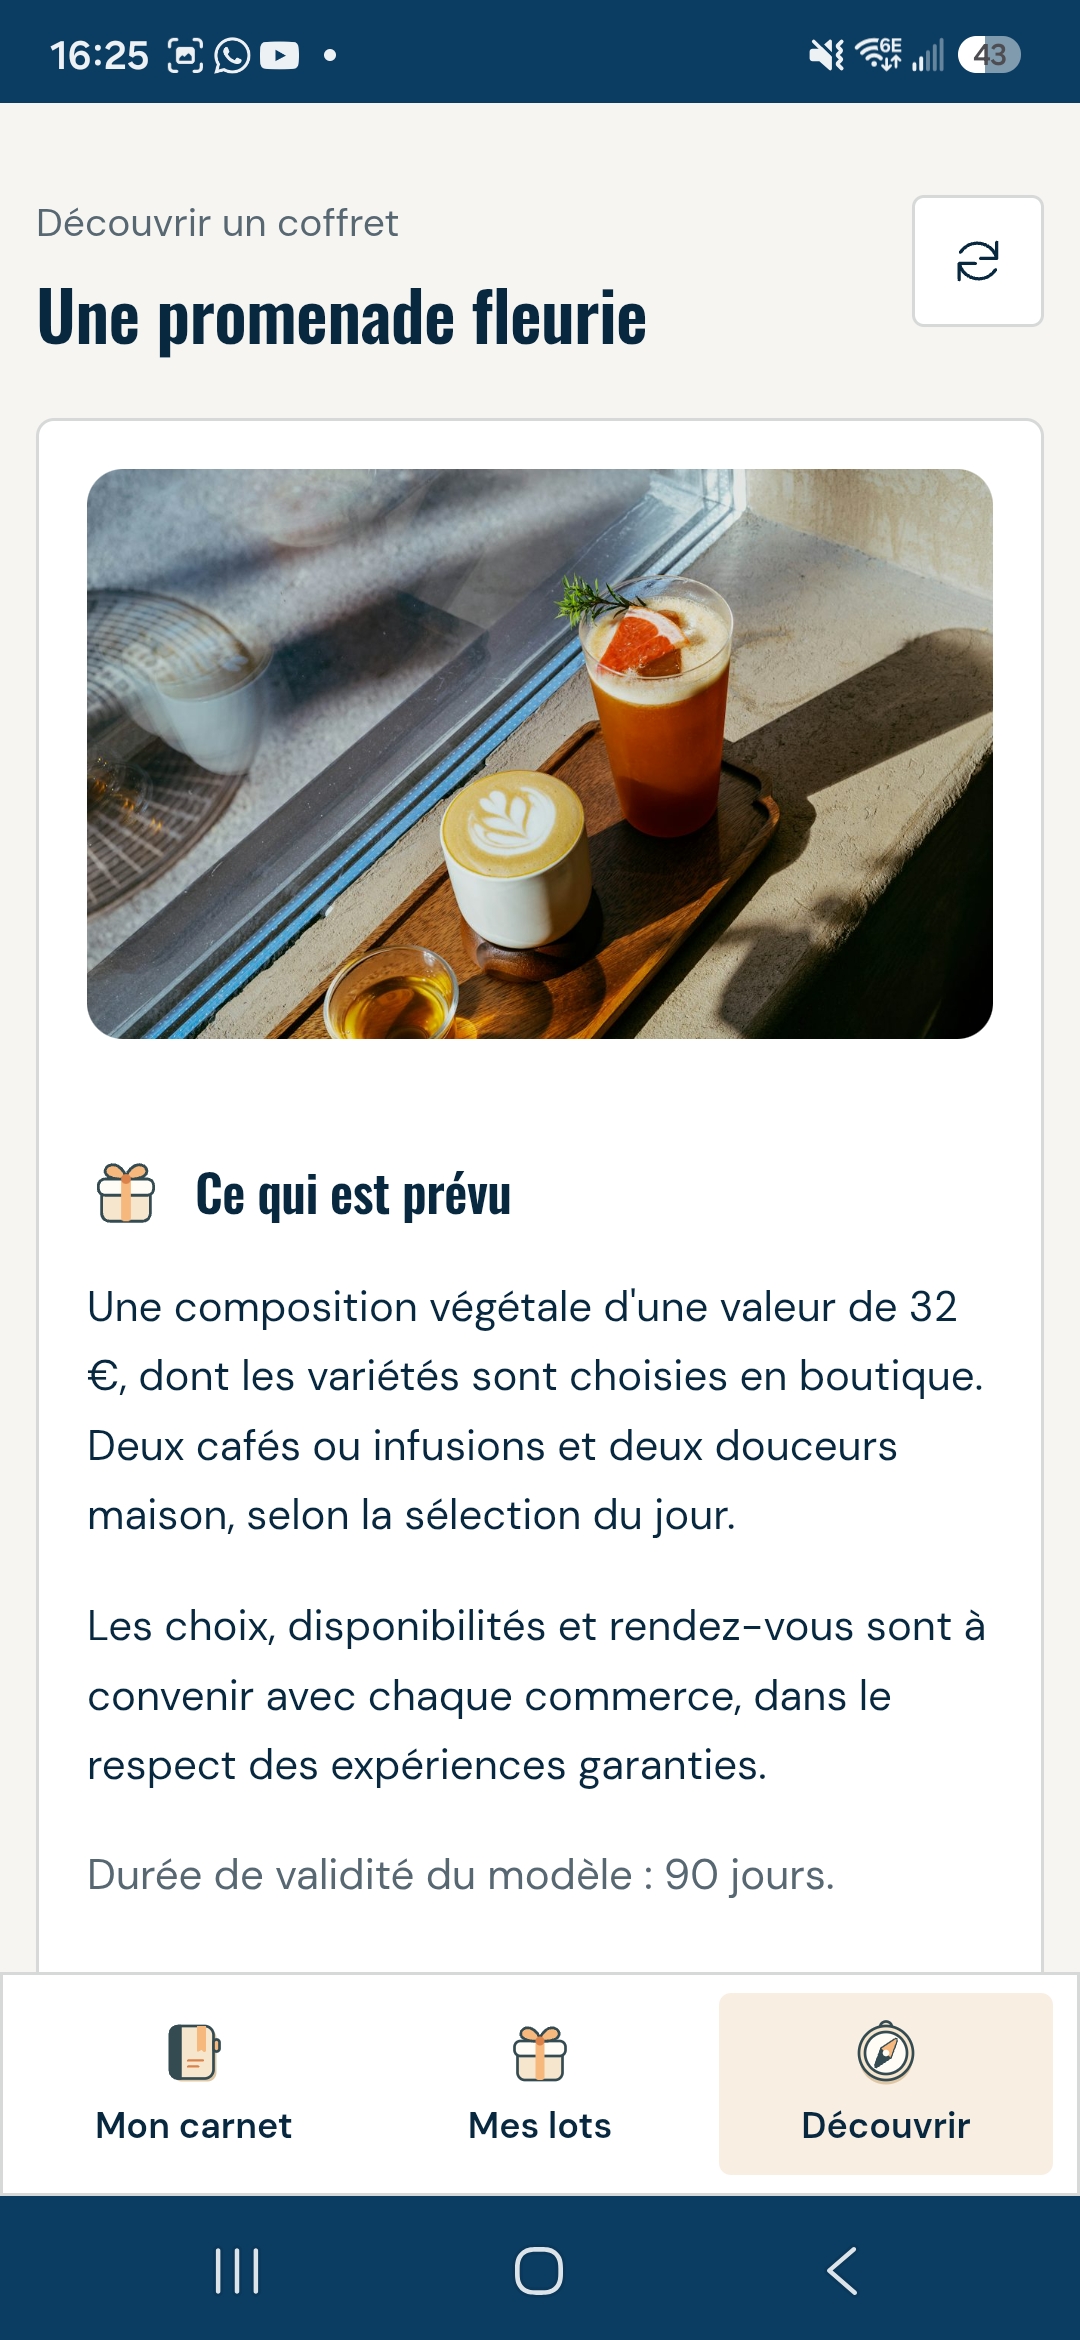 16:25
6E
43
Découvrir un coffret
Une promenade fleurie
Ce qui est prévu
Une composition végétale d'une valeur de 32
€, dont les variétés sont choisies en boutique.
Deux cafés ou infusions et deux douceurs
maison, selon la sélection du jour.
Les choix, disponibilités et rendez-vous sont à
convenir avec chaque commerce, dans le
respect des expériences garanties.
Durée de validité du modèle : 90 jours.
Mon carnet
Mes lots
Découvrir